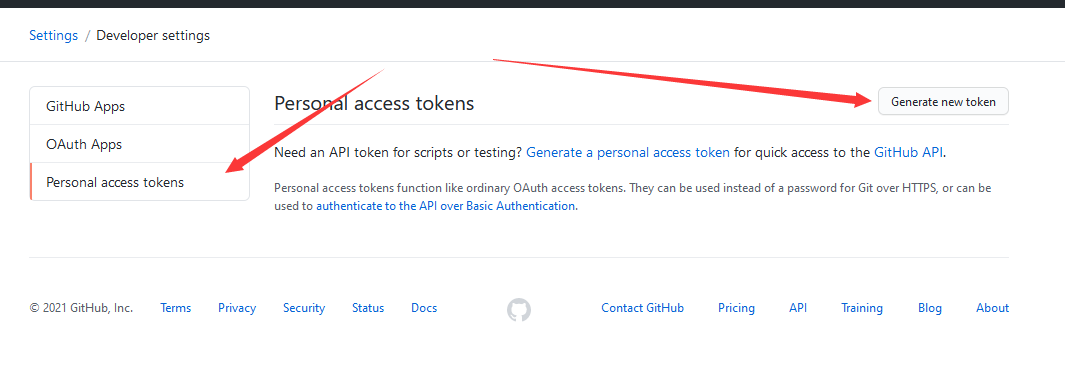 Settings / Developer settings
GitHub Apps
OAuth Apps
Personal access tokens
Personal access tokens
Generate new token
Need an API token for scripts or testing? Generate a personal access token for quick access to the GitHub API.
Personal access tokens function like ordinary OAuth access tokens. They can be used instead of a password for Git over HTTPS, or can be
used to authenticate to the API over Basic Authentication.
© 2021 GitHub, Inc. Terms Privacy Security Status Docs Contact GitHub Pricing API Training Blog About